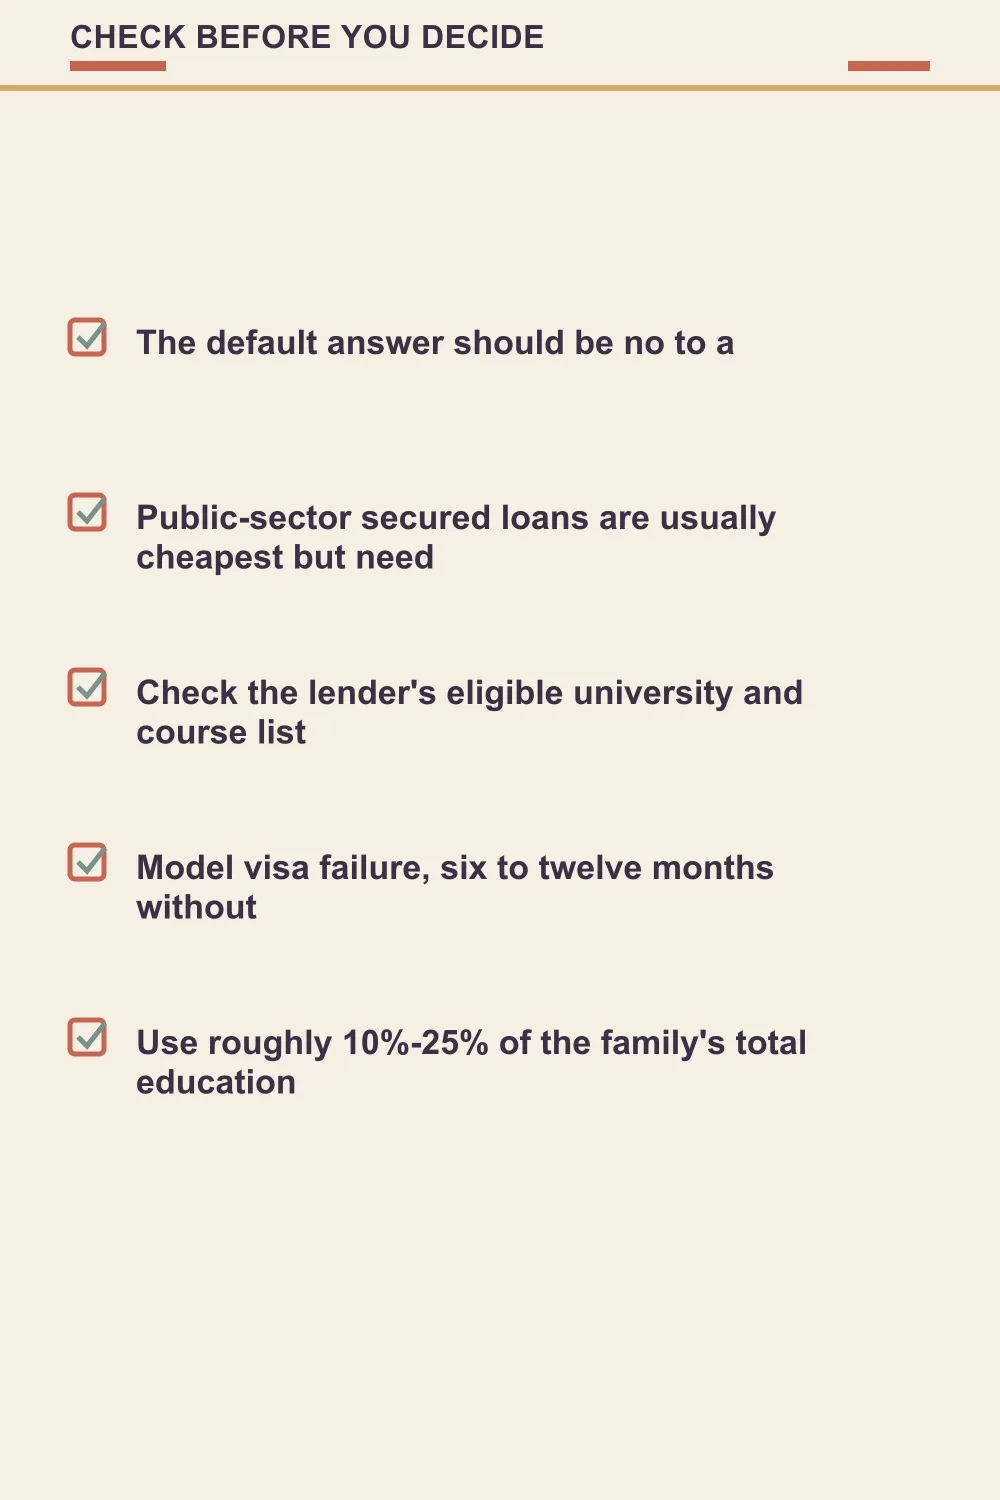 CHECK BEFORE YOU DECIDE
The default answer should be no to a
Public-sector secured loans are usually
cheapest but need
Check the lender's eligible university and
course list
Model visa failure, six to twelve months
without
Use roughly 10%-25% of the family's total
education